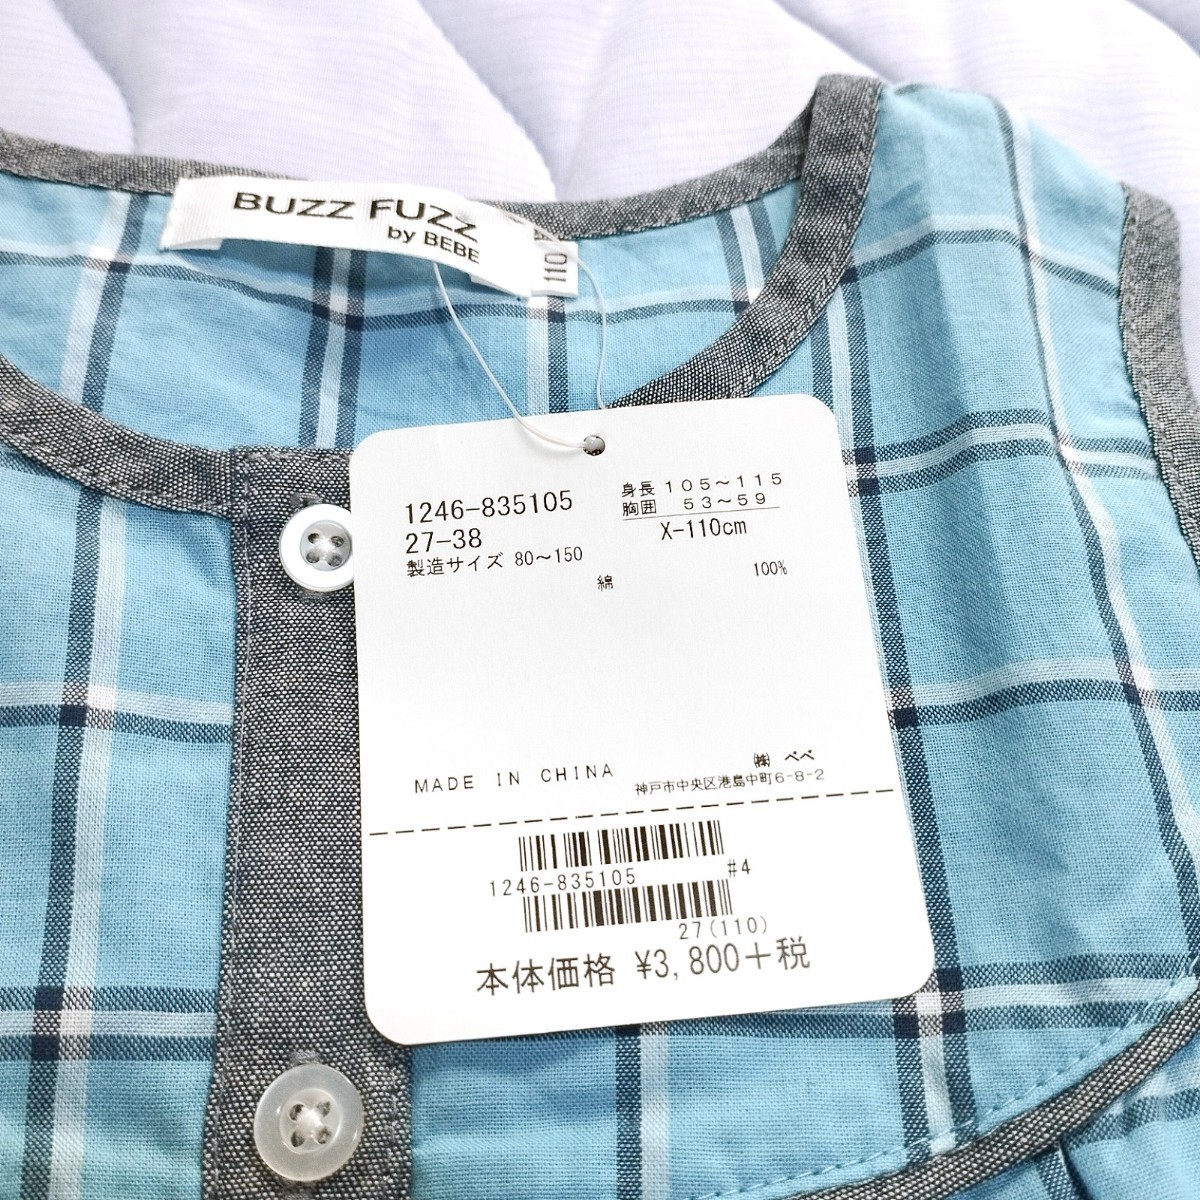 BUZZ FUZZ
by BEBE
110
1246-835105
27-38
製造サイズ 80〜150
身長 105〜115
胸囲 53〜59
X-110cm
綿 100%
MADE IN CHINA
㈱ べべ
神戸市中央区港島中町6-8-2
1246-835105 #4
27(110)
本体価格 ¥3,800+税